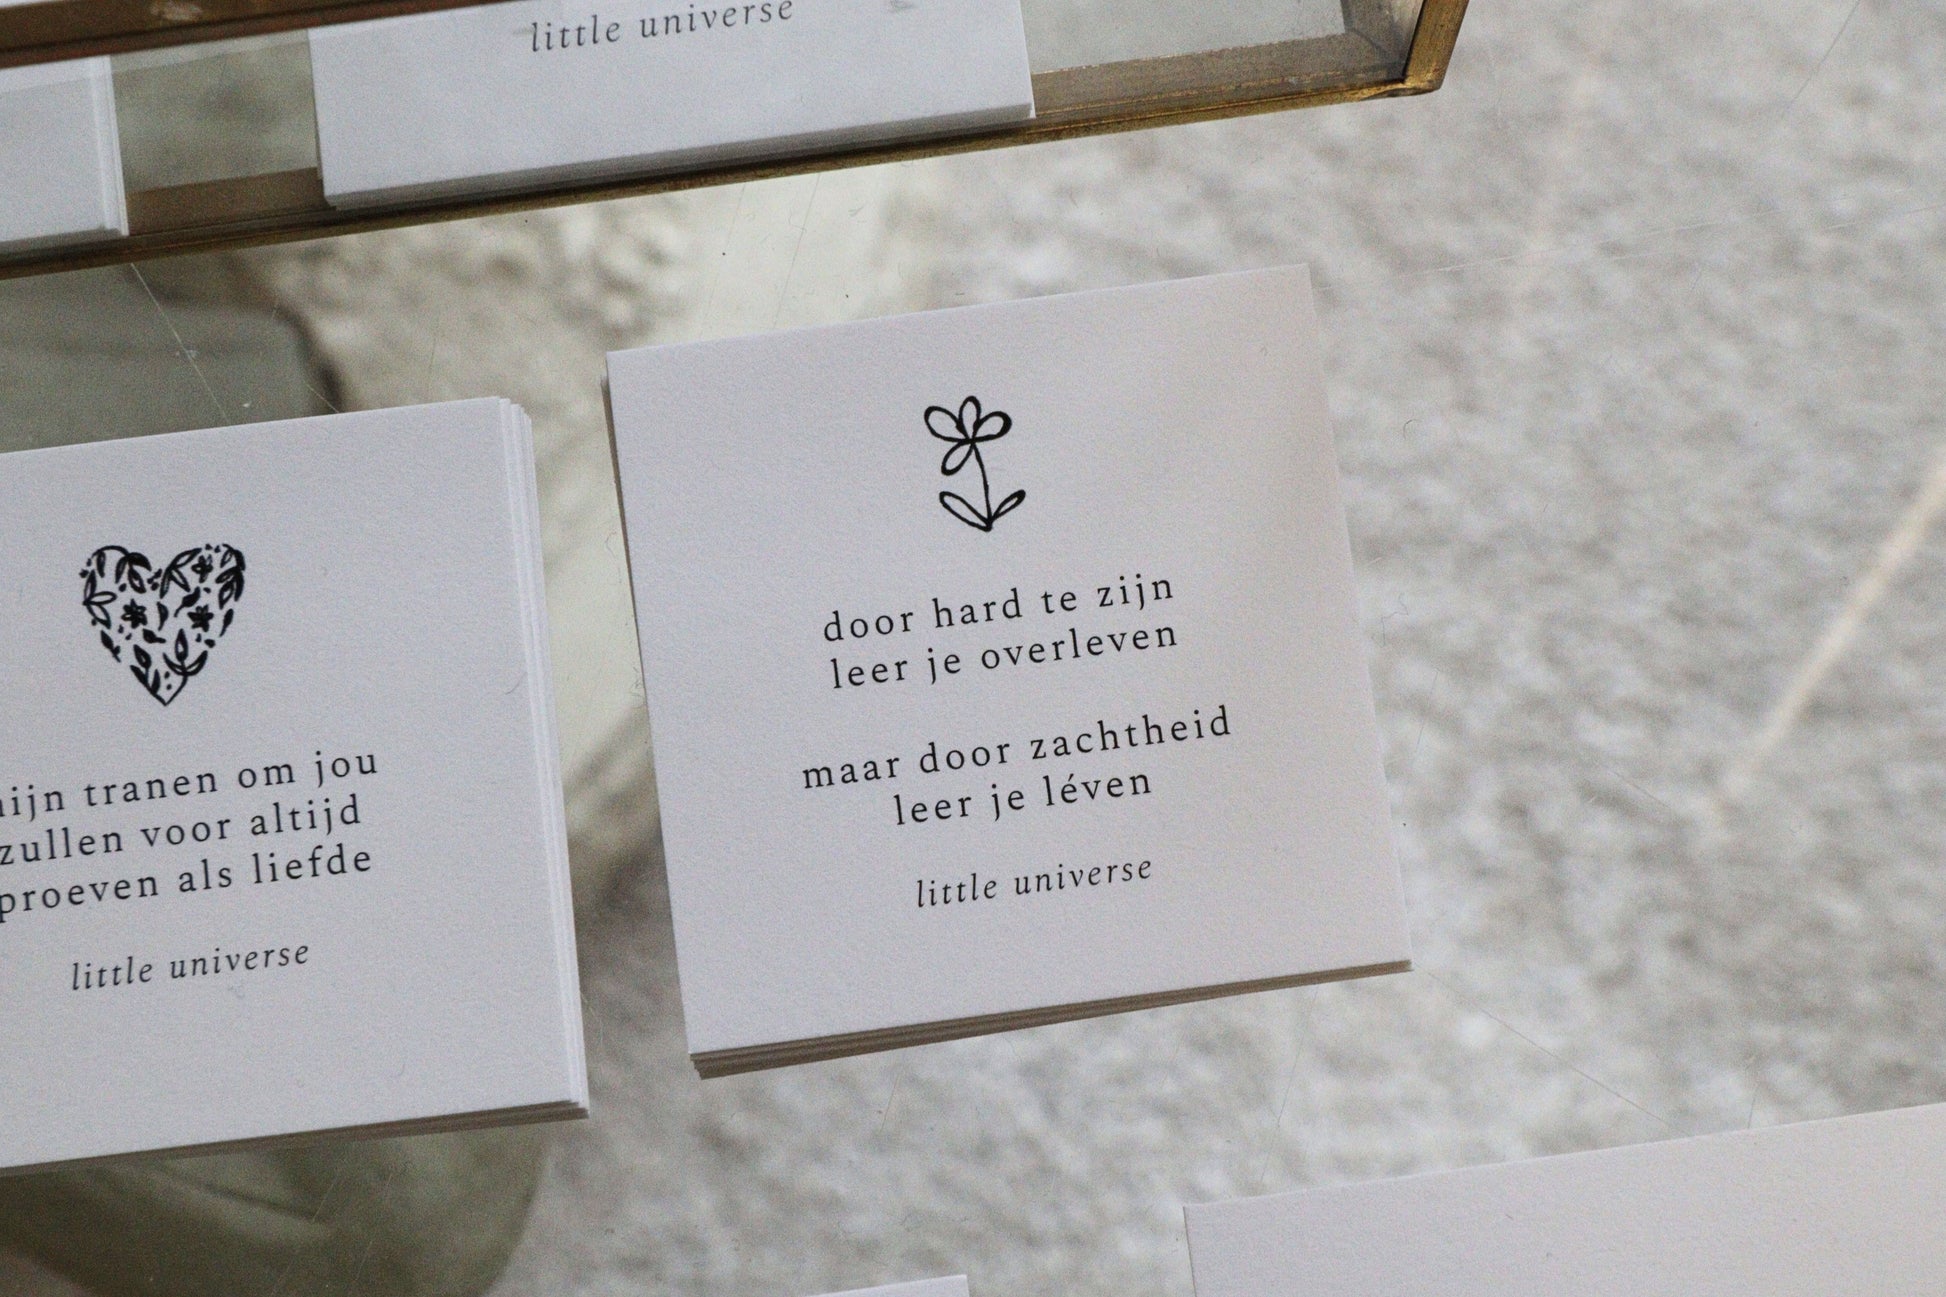 little universe
tranen om jou
zullen voor altijd
proeven als liefde
little universe
door hard te zijn
leer je overleven
maar door zachtheid
leer je léven
little universe